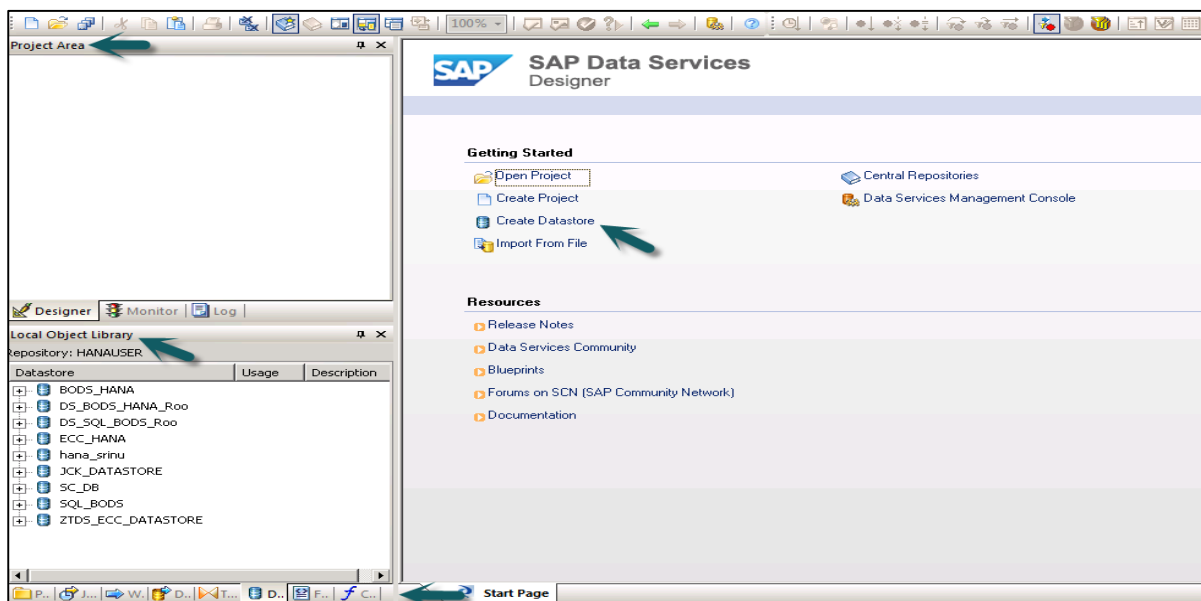 100%
Project Area
SAP
SAP Data Services
Designer
Getting Started
Open Project
Create Project
Create Datastore
Import From File
Central Repositories
Data Services Management Console
Resources
Release Notes
Data Services Community
Blueprints
Forums on SCN (SAP Community Network)
Documentation
Designer
Monitor
Log
Local Object Library
Repository: HANAUSER
Datastore Usage Description
BODS_HANA
DS_BODS_HANA_Roo
DS_SQL_BODS_Roo
ECC_HANA
hana_srinu
JCK_DATASTORE
SC_DB
SQL_BODS
ZTDS_ECC_DATASTORE
P.. J... W. D.. T... D.. F.. C..
Start Page